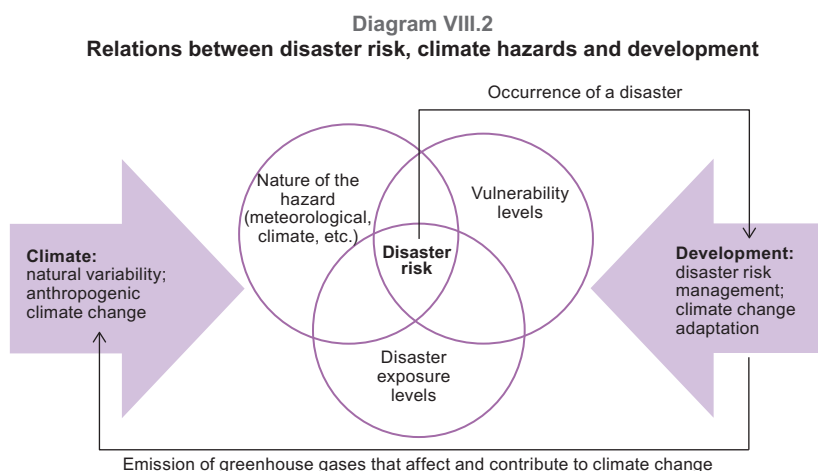 Diagram VIII.2
Relations between disaster risk, climate hazards and development
Occurrence of a disaster
Nature of the
hazard
(meteorological,
climate, etc.)
Vulnerability
levels
Disaster
risk
Climate:
natural variability;
anthropogenic
climate change
Development:
disaster risk
management;
climate change
adaptation
Disaster
exposure
levels
Emission of greenhouse gases that affect and contribute to climate change